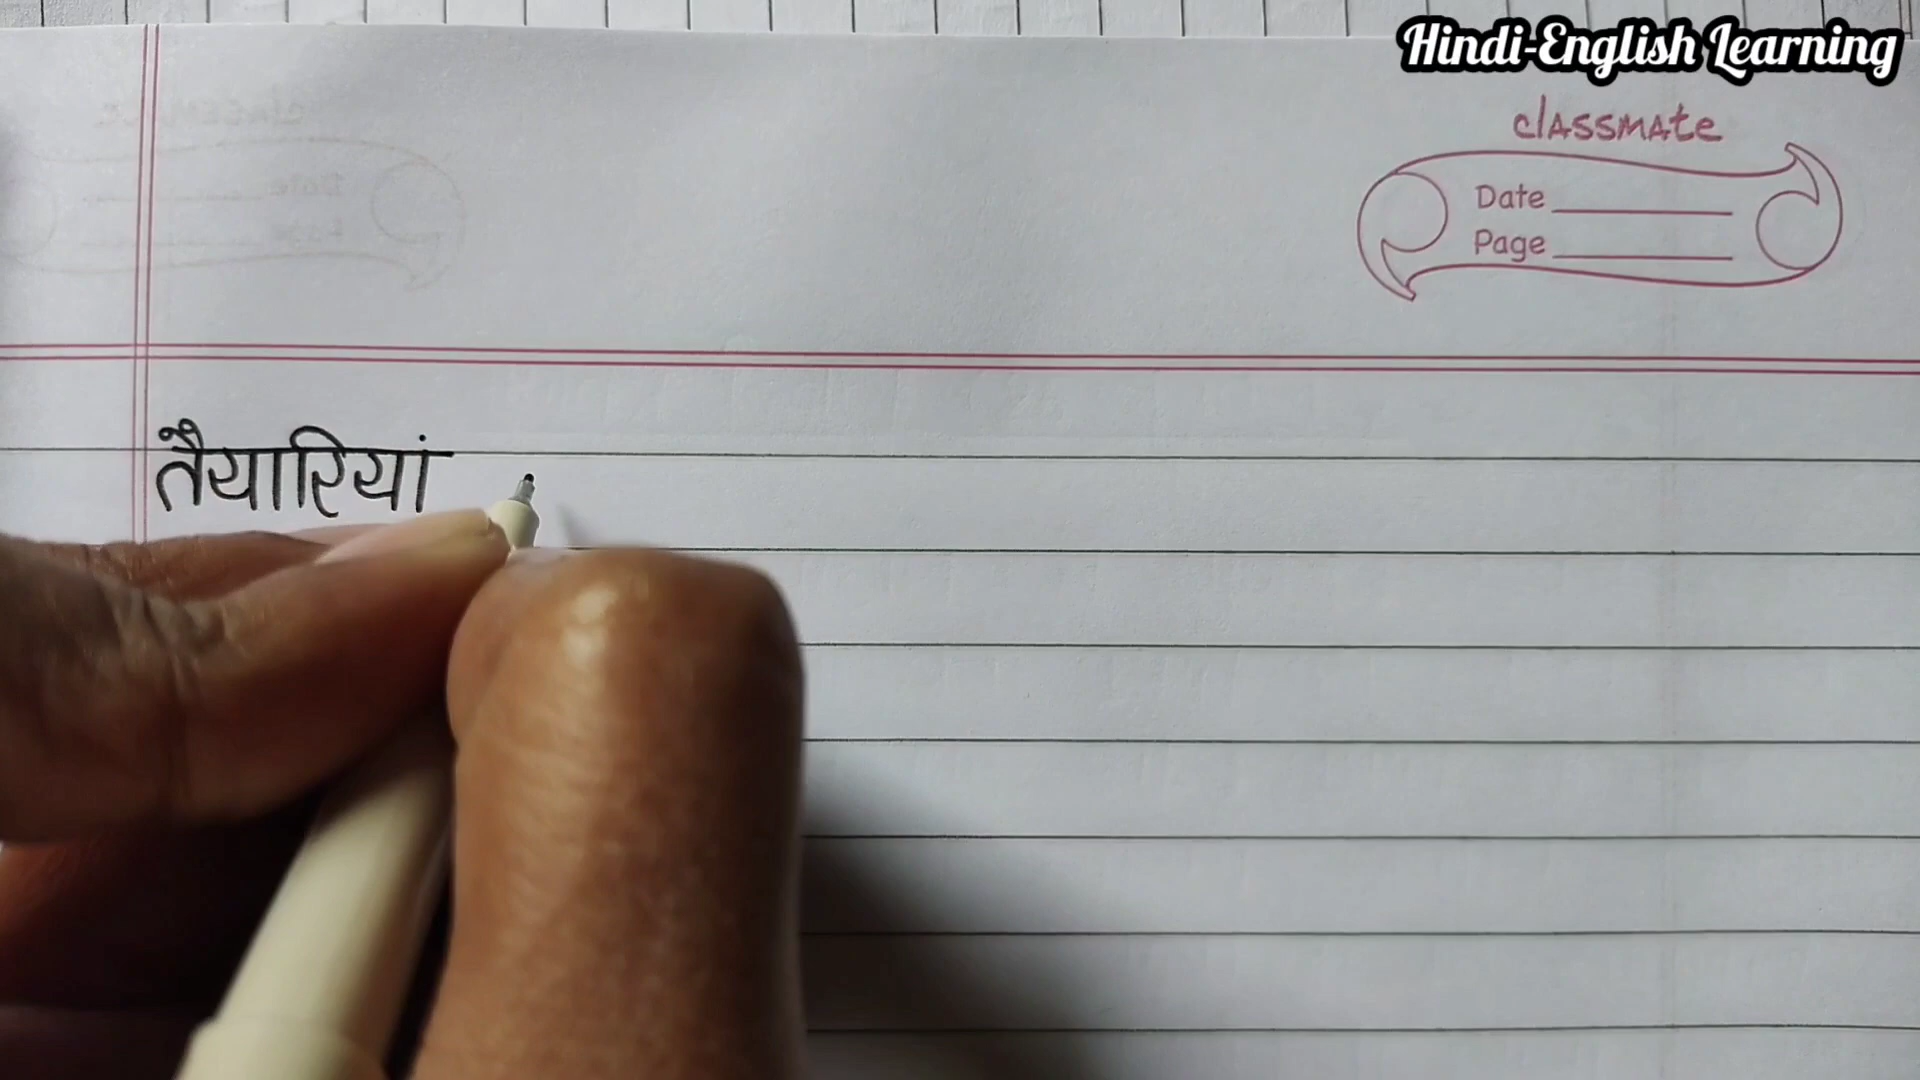 Hindi-English Learning
classmate
Date
Page
तैयारियां